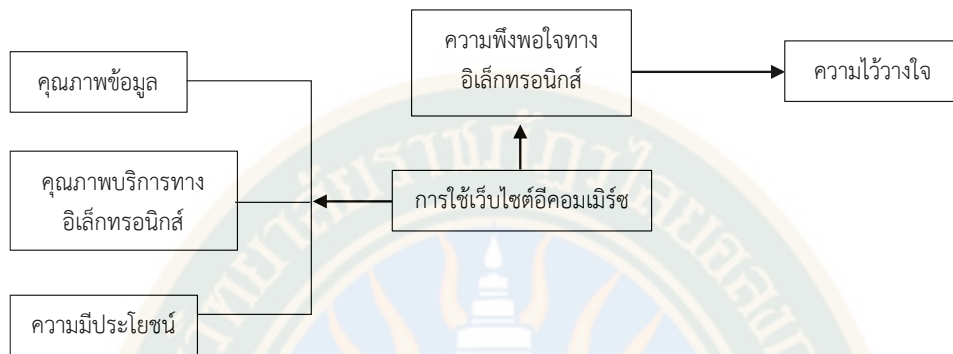 ความพึงพอใจทาง
อิเล็กทรอนิกส์
ความไว้วางใจ
คุณภาพข้อมูล
คุณภาพบริการทาง
อิเล็กทรอนิกส์
การใช้เว็บไซต์อีคอมเมิร์ซ
ความมีประโยชน์